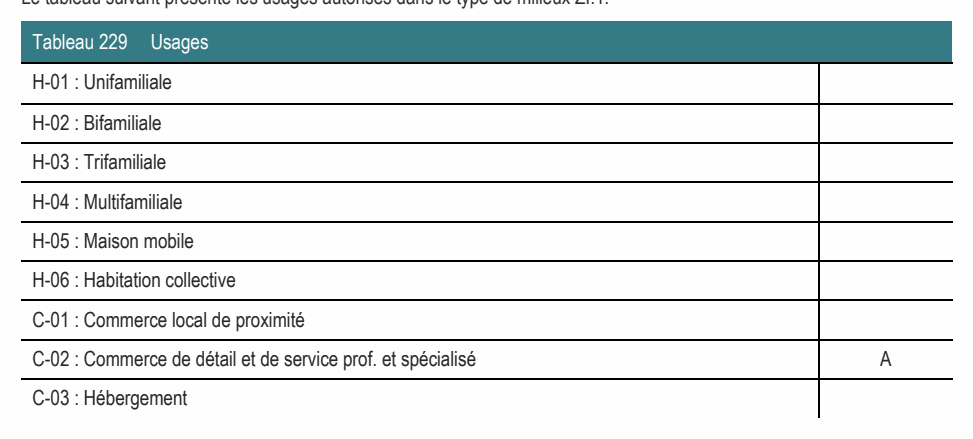 Le tableau suivant présente les usages autorisés dans le type de milieux ZI.1.
Tableau 229 Usages
H-01 : Unifamiliale
H-02 : Bifamiliale
H-03 : Trifamiliale
H-04 : Multifamiliale
H-05 : Maison mobile
H-06 : Habitation collective
C-01 : Commerce local de proximité
C-02 : Commerce de détail et de service prof. et spécialisé A
C-03 : Hébergement